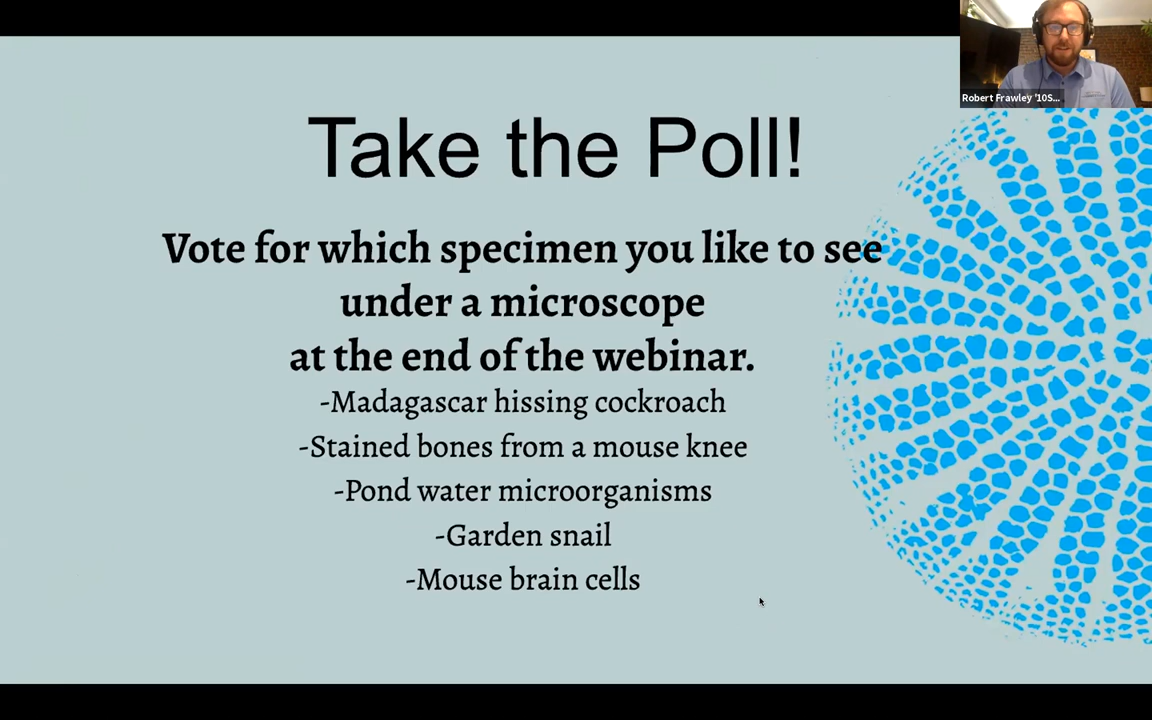 Robert Frawley '10S...
Take the Poll!
Vote for which specimen you like to see
under a microscope
at the end of the webinar.
-Madagascar hissing cockroach
-Stained bones from a mouse knee
-Pond water microorganisms
-Garden snail
-Mouse brain cells